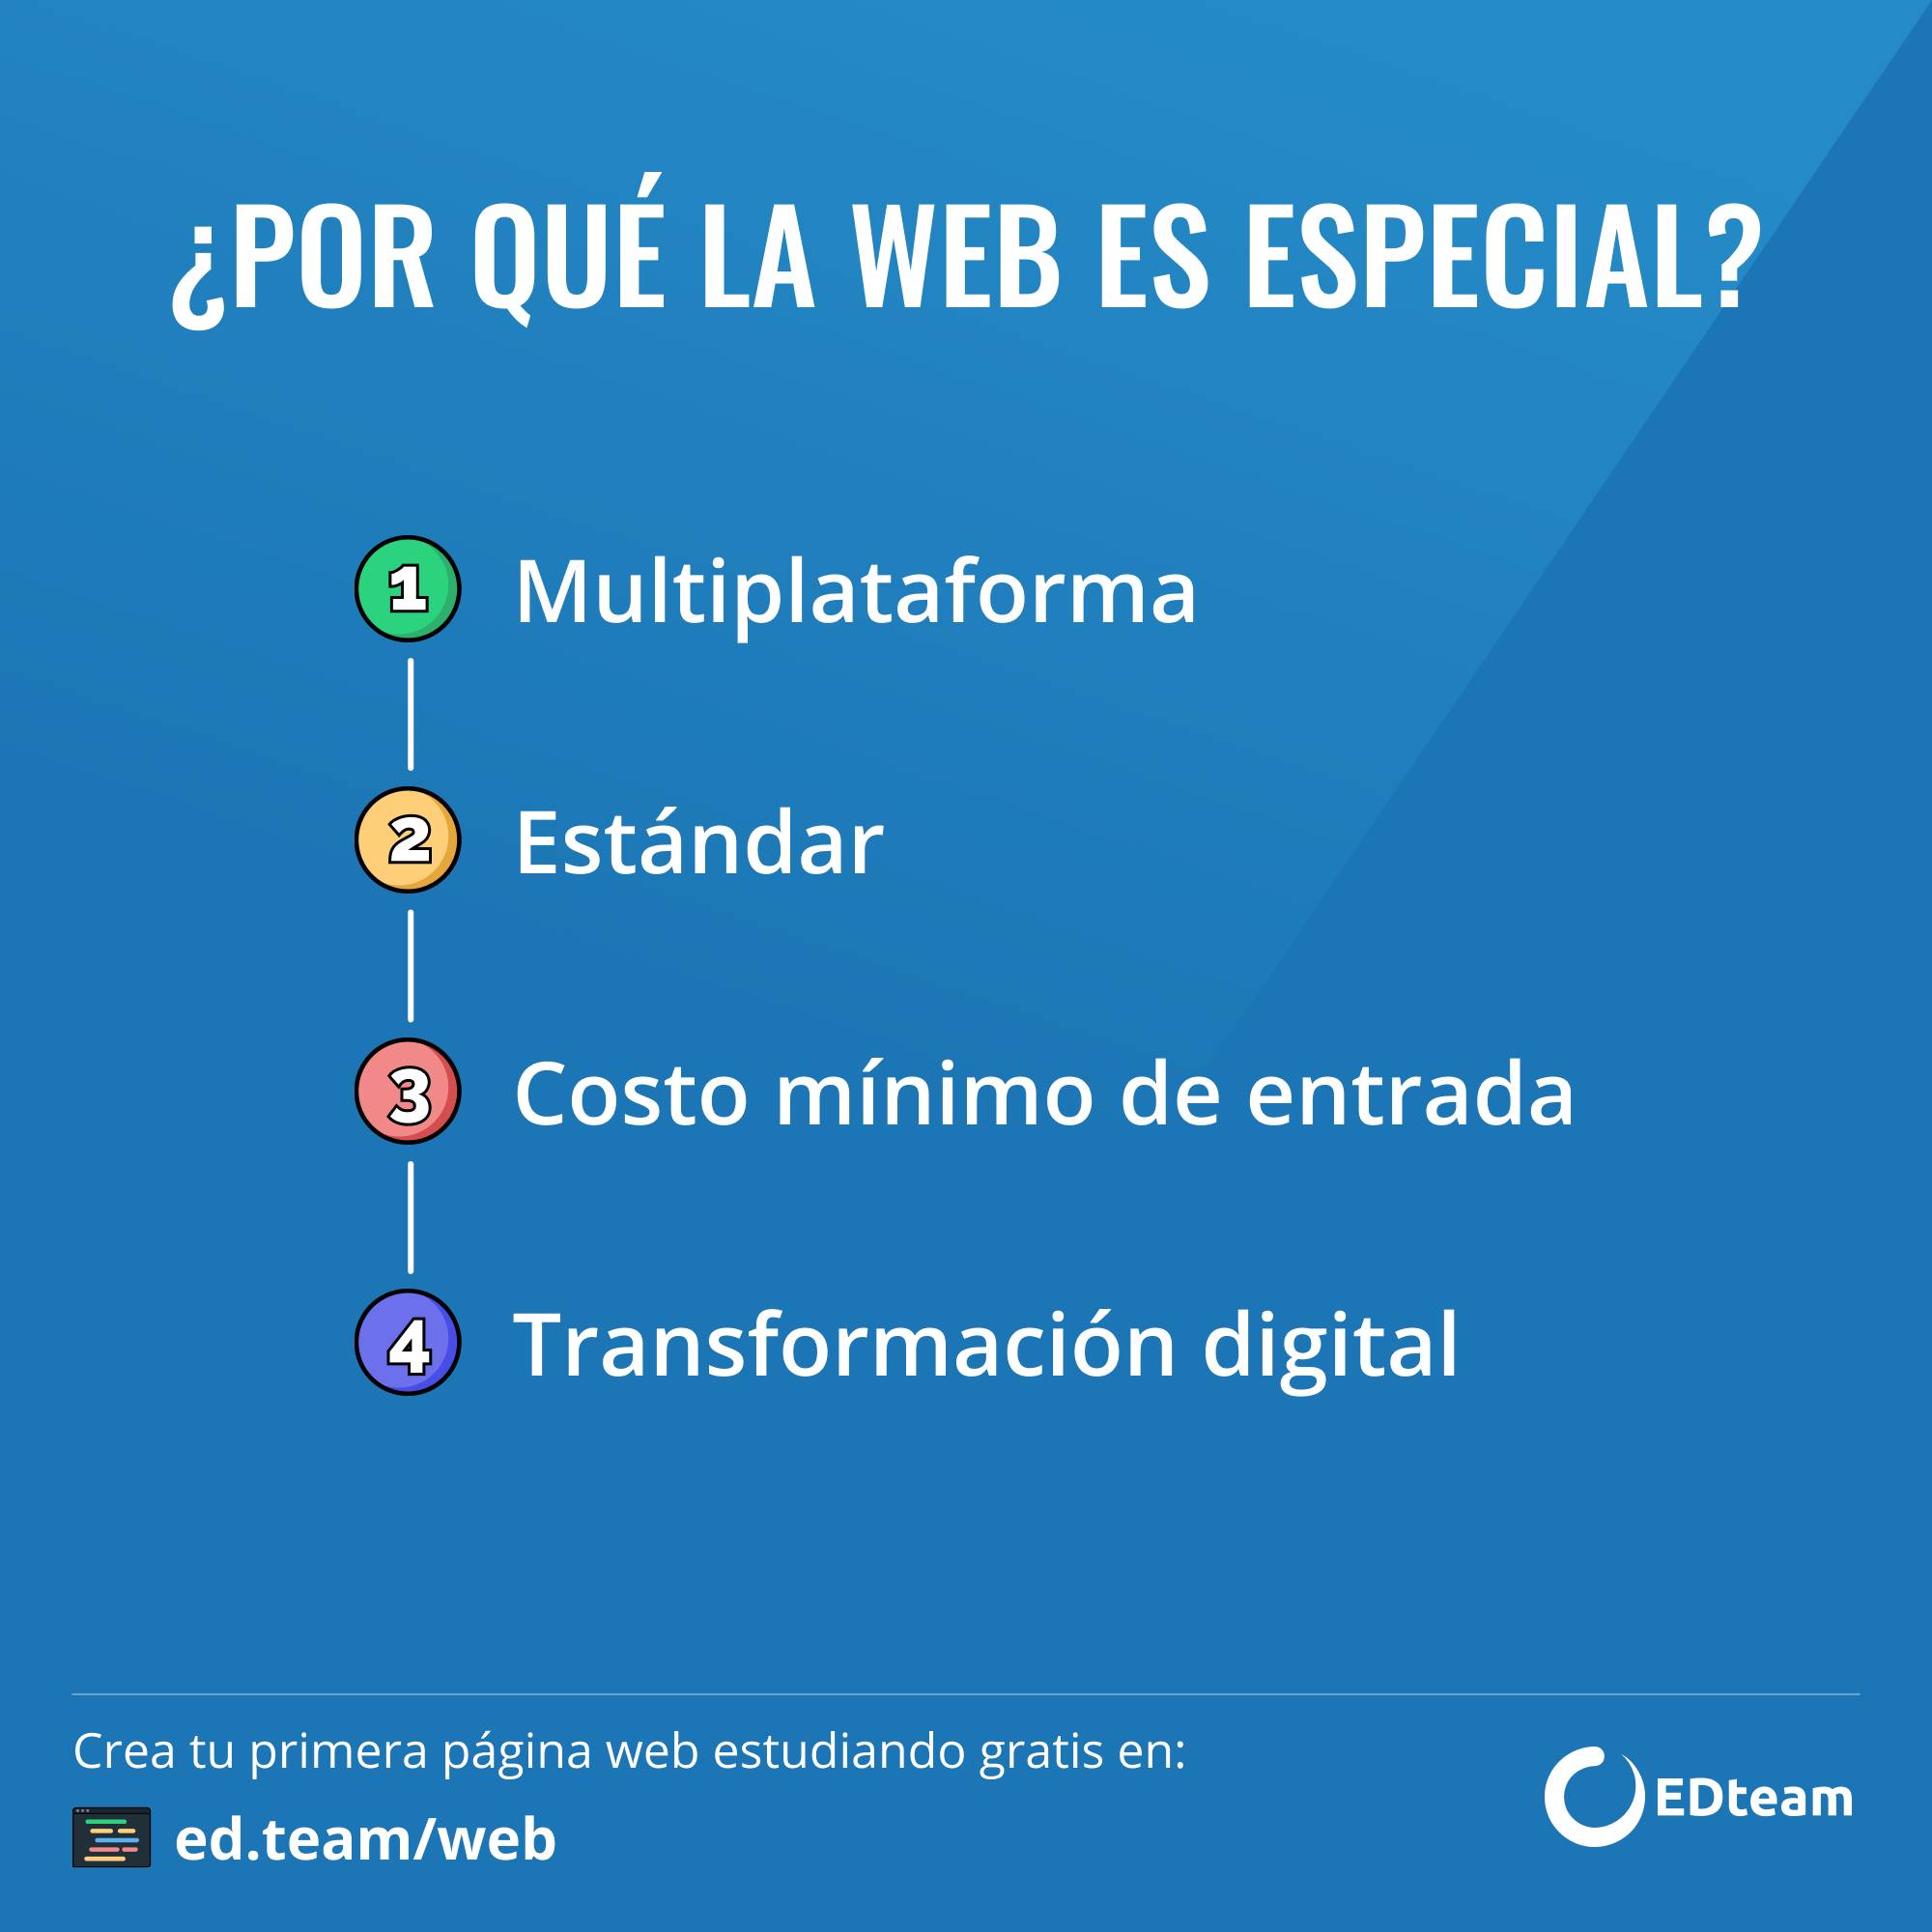 ¿POR QUÉ LA WEB ES ESPECIAL?
1 Multiplataforma
2 Estándar
3 Costo mínimo de entrada
4 Transformación digital
Crea tu primera página web estudiando gratis en:
ed.team/web
EDteam